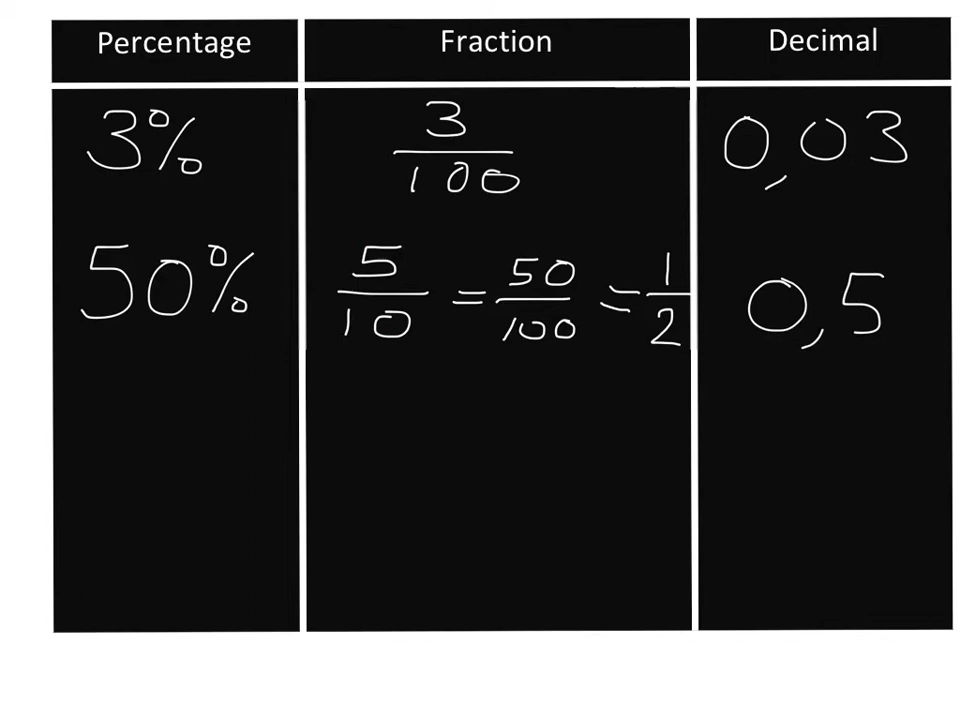 Percentage Fraction Decimal
3% 3/100 0,03
50% 5/10 = 50/100 = 1/2 0,5